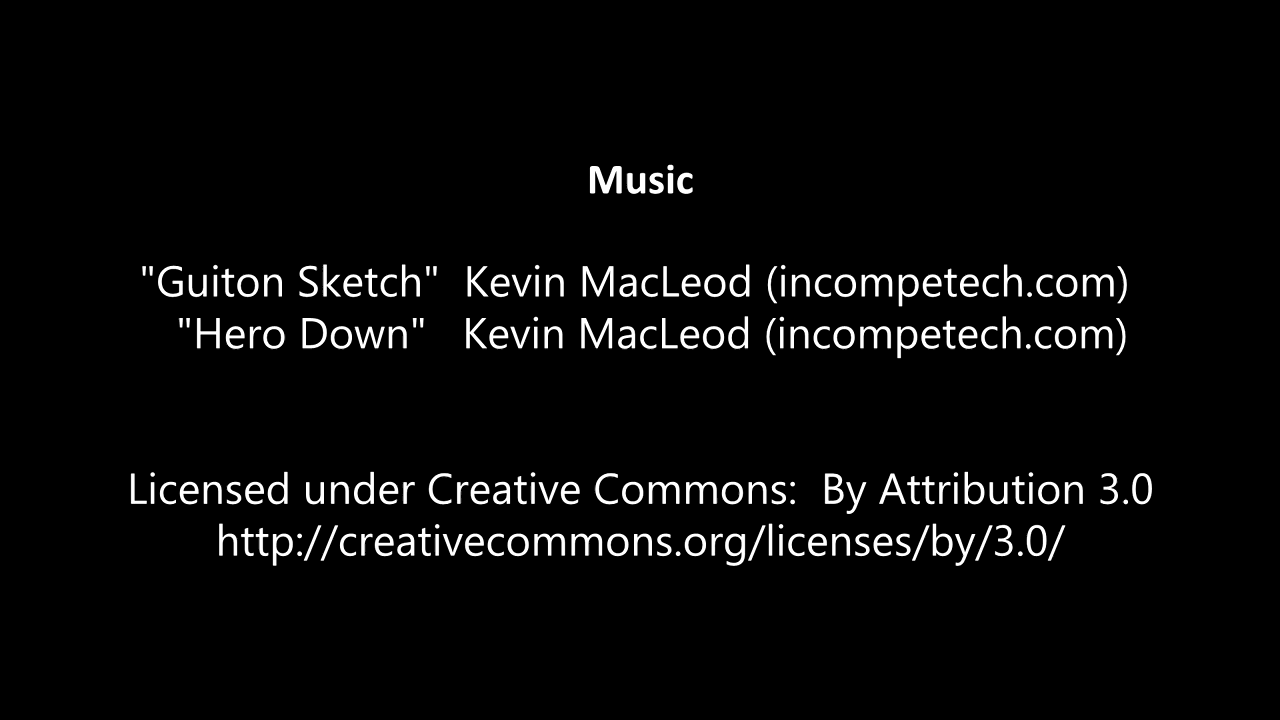 Music
"Guiton Sketch"  Kevin MacLeod (incompetech.com)
"Hero Down"   Kevin MacLeod (incompetech.com)
Licensed under Creative Commons:  By Attribution 3.0
http://creativecommons.org/licenses/by/3.0/